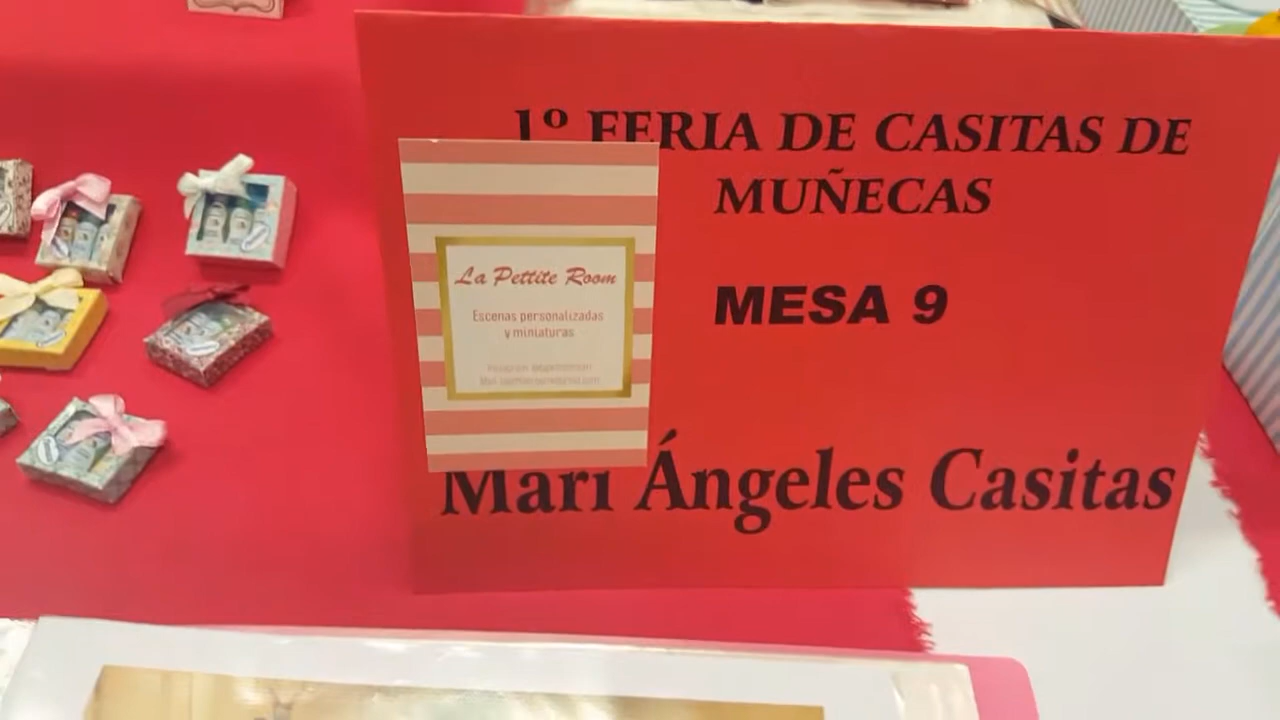 1º FERIA DE CASITAS DE
MUÑECAS
MESA 9
Mari Ángeles Casitas
La Pettite Room
Escenas personalizadas
y miniaturas